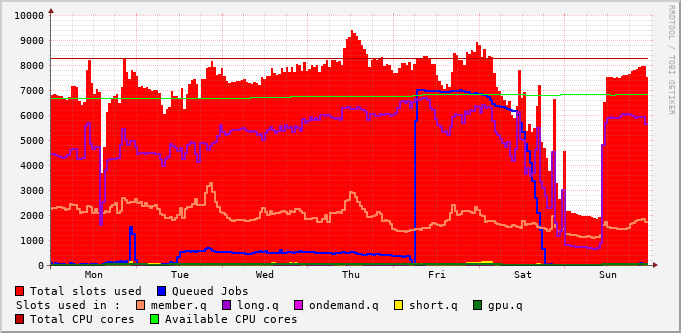 10000
9000
8000
7000
6000
5000
4000
3000
2000
1000
0
Mon Tue Wed Thu Fri Sat Sun
RRDTOOL / TOBI OETIKER
Total slots used Queued Jobs
Slots used in : member.q long.q ondemand.q short.q gpu.q
Total CPU cores Available CPU cores